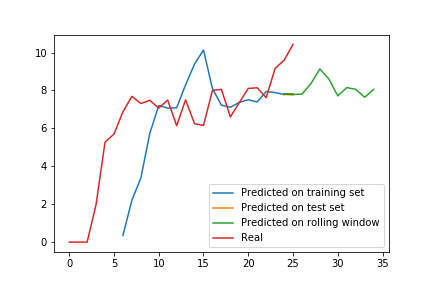 10
8
6
4
2
0
0 5 10 15 20 25 30 35
Predicted on training set
Predicted on test set
Predicted on rolling window
Real